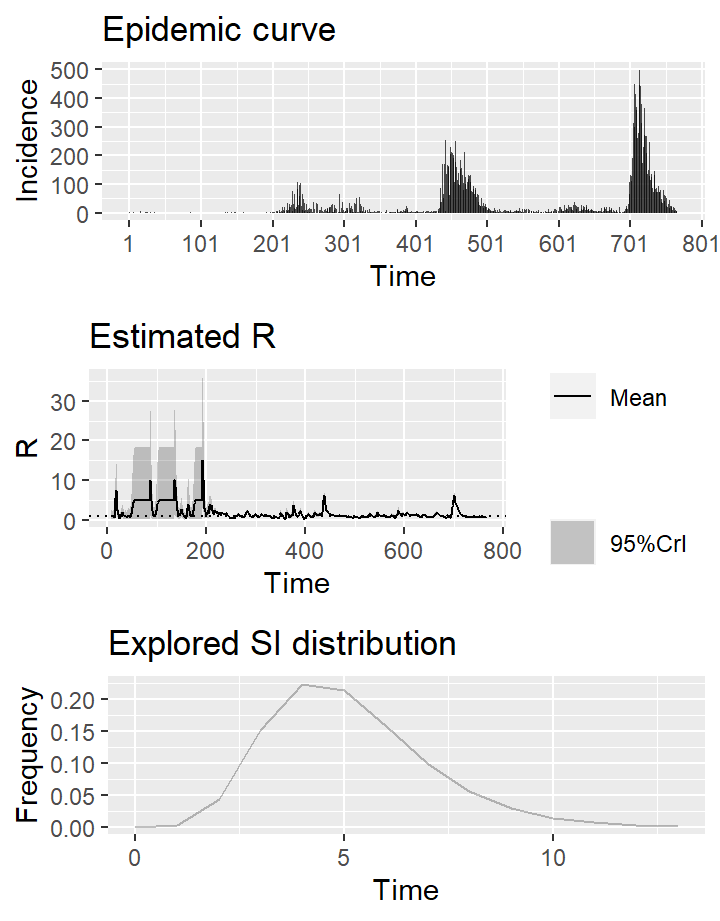 Epidemic curve
Incidence
500
400
300
200
100
0
1 101 201 301 401 501 601 701 801
Time
Estimated R
R
30
20
10
0
0 200 400 600 800
Time
Mean
95%CrI
Explored SI distribution
Frequency
0.20
0.15
0.10
0.05
0.00
0 5 10
Time